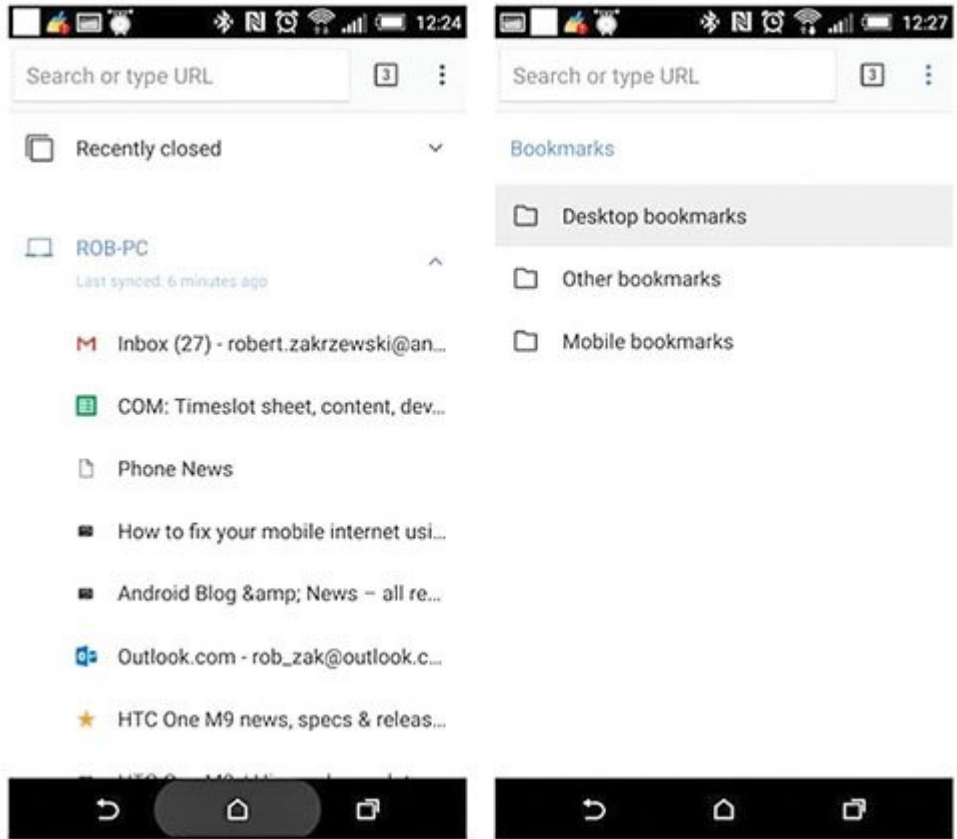 12:24
Search or type URL
3
Recently closed
ROB-PC
Last synced: 6 minutes ago
Inbox (27) - robert.zakrzewski@an...
COM: Timeslot sheet, content, dev...
Phone News
How to fix your mobile internet usi...
Android Blog &amp; News – all re...
Outlook.com - rob_zak@outlook.c...
HTC One M9 news, specs & releas...
12:27
Search or type URL
3
Bookmarks
Desktop bookmarks
Other bookmarks
Mobile bookmarks